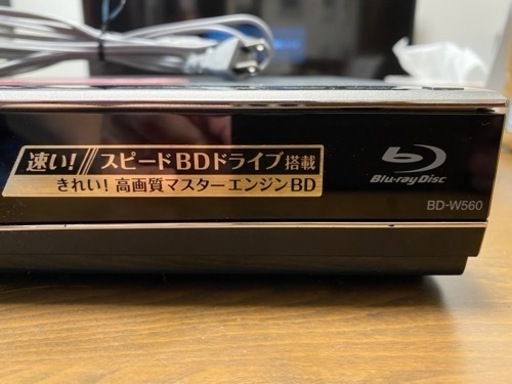 速い! スピードBDドライブ搭載
きれい! 高画質マスターエンジンBD
Blu-ray Disc
BD-W560